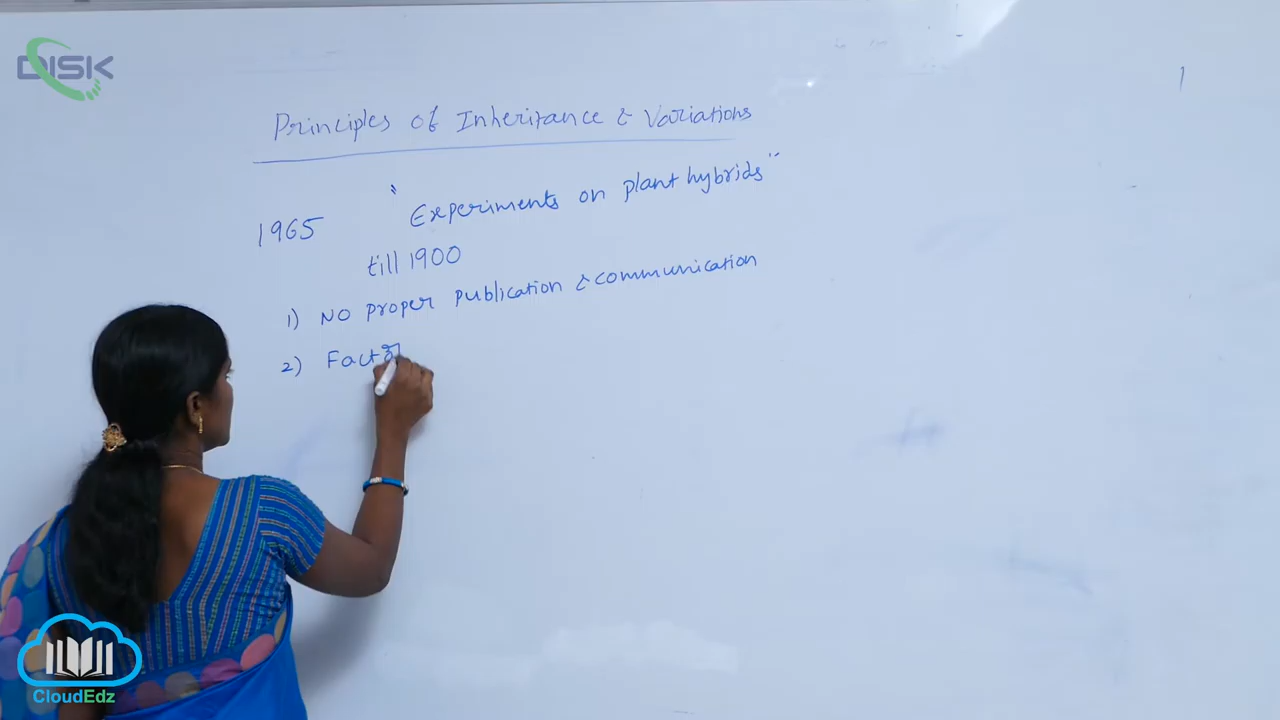 DISK
Principles of Inheritance & Variations
1965 "Experiments on plant hybrids"
till 1900
1) No proper publication & communication
2) Factor
CloudEdz